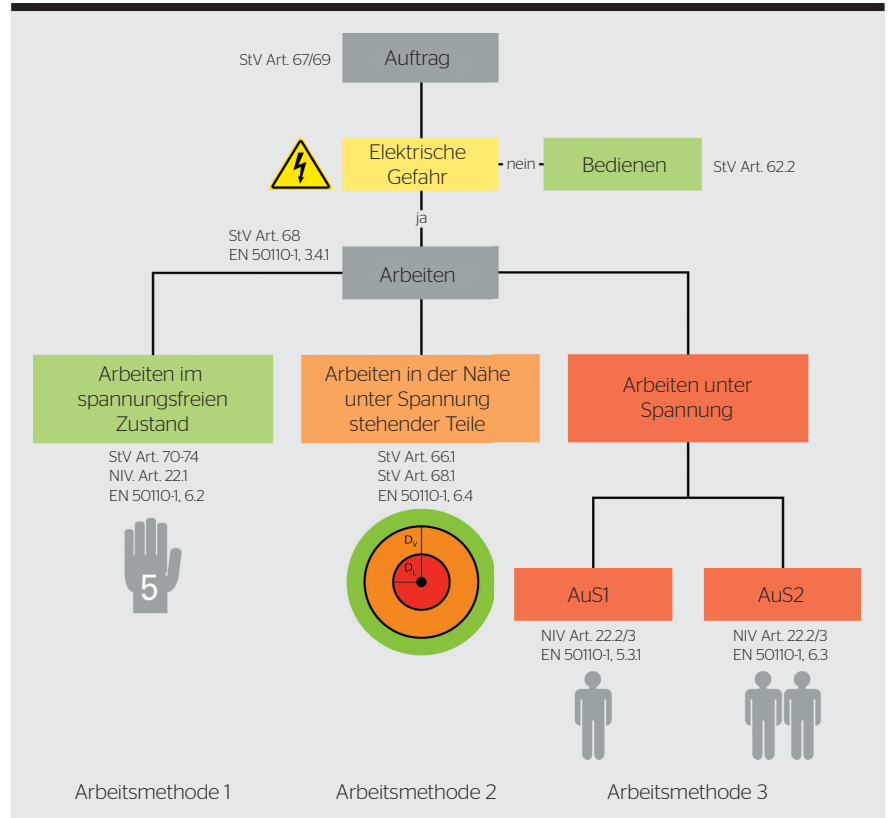 StV Art. 67/69
Auftrag
Elektrische
Gefahr
nein
Bedienen
StV Art. 62.2
ja
StV Art. 68
EN 50110-1, 3.4.1
Arbeiten
Arbeiten im
spannungsfreien
Zustand
StV Art. 70-74
NIV. Art. 22.1
EN 50110-1, 6.2
5
Arbeiten in der Nähe
unter Spannung
stehender Teile
StV Art. 66.1
StV Art. 68.1
EN 50110-1, 6.4
DV
DL
Arbeiten unter
Spannung
AuS1
NIV Art. 22.2/3
EN 50110-1, 5.3.1
AuS2
NIV Art. 22.2/3
EN 50110-1, 6.3
Arbeitsmethode 1
Arbeitsmethode 2
Arbeitsmethode 3